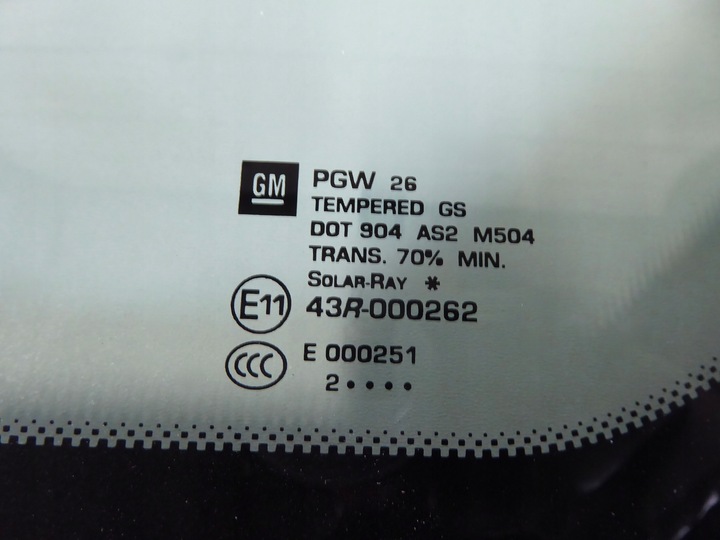 GM PGW 26
TEMPERED GS
DOT 904 AS2 M504
TRANS. 70% MIN.
SOLAR-RAY *
E11 43R-000262
CCC E 000251
2••••